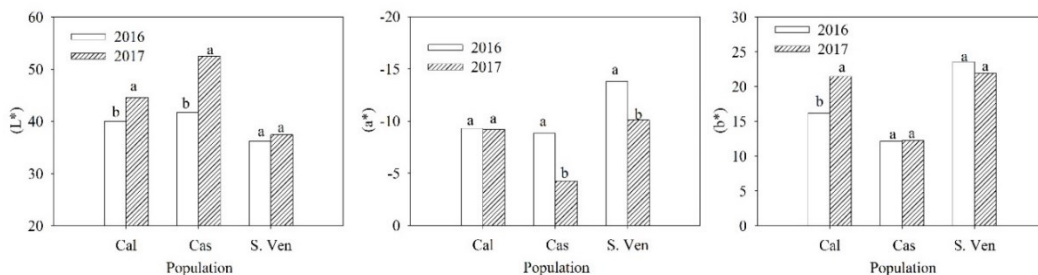 60
50
40
30
20
(L*)
2016
2017
b
a
b
a
a
a
Cal
Cas
S. Ven
Population
-20
-15
-10
-5
0
(a*)
2016
2017
a
a
a
b
a
b
Cal
Cas
S. Ven
Population
30
25
20
15
10
5
0
(b*)
2016
2017
b
a
a
a
a
a
Cal
Cas
S. Ven
Population